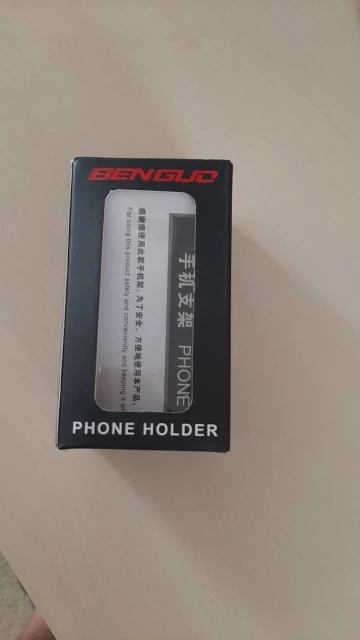 BENGUO
手机支架 PHONE
感谢您使用此款手机架。为了安全、方便地使用本产品,
For using this product safely and conveniently and keeping it w
PHONE HOLDER